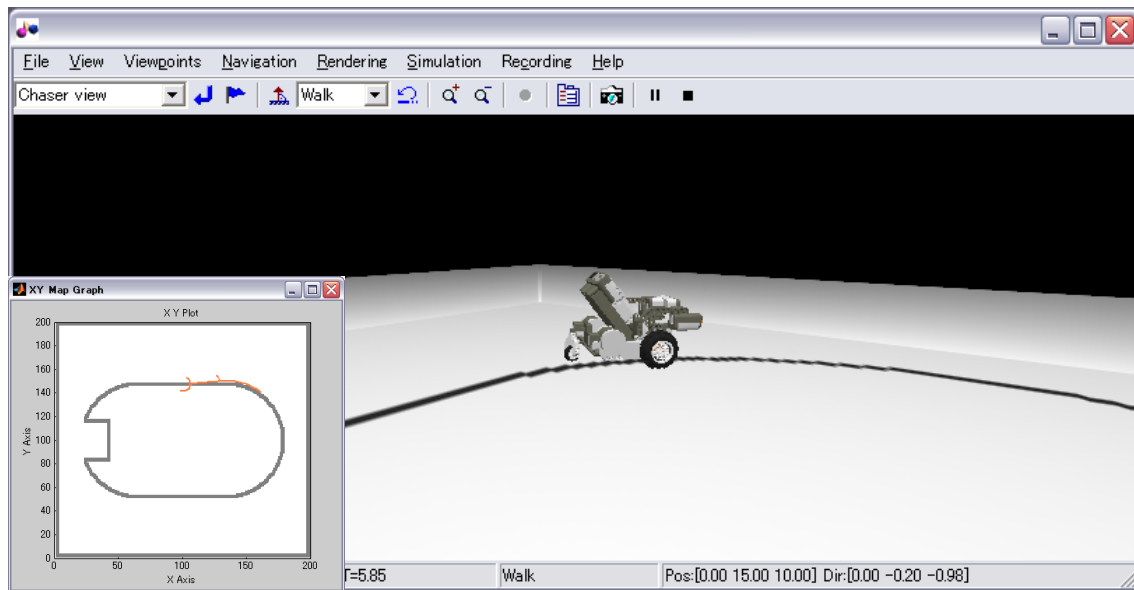 File View Viewpoints Navigation Rendering Simulation Recording Help
Chaser view Walk
XY Map Graph
X Y Plot
200
180
160
140
120
100
80
60
40
20
0
Y Axis
0 50 100 150 200
X Axis
T=5.85 Walk Pos:[0.00 15.00 10.00] Dir:[0.00 -0.20 -0.98]